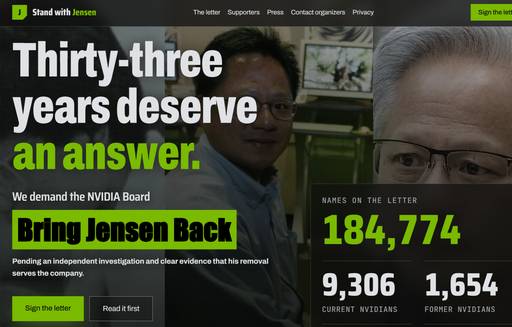 J Stand with Jensen
The letter Supporters Press Contact organizers Privacy
Sign the
Thirty-three
years deserve
an answer.
We demand the NVIDIA Board
Bring Jensen Back
Pending an independent investigation and clear evidence that his removal
serves the company.
Sign the letter Read it first
NAMES ON THE LETTER
184,774
9,306 1,654
CURRENT NVIDIANS FORMER NVIDIANS